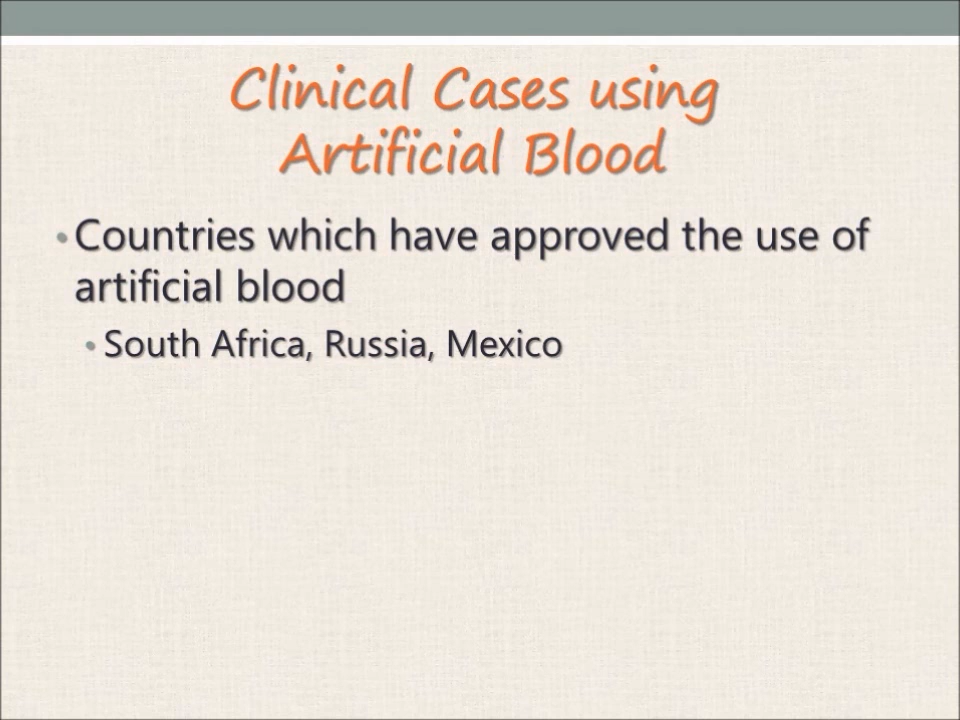 Clinical Cases using
Artificial Blood
• Countries which have approved the use of
artificial blood
• South Africa, Russia, Mexico